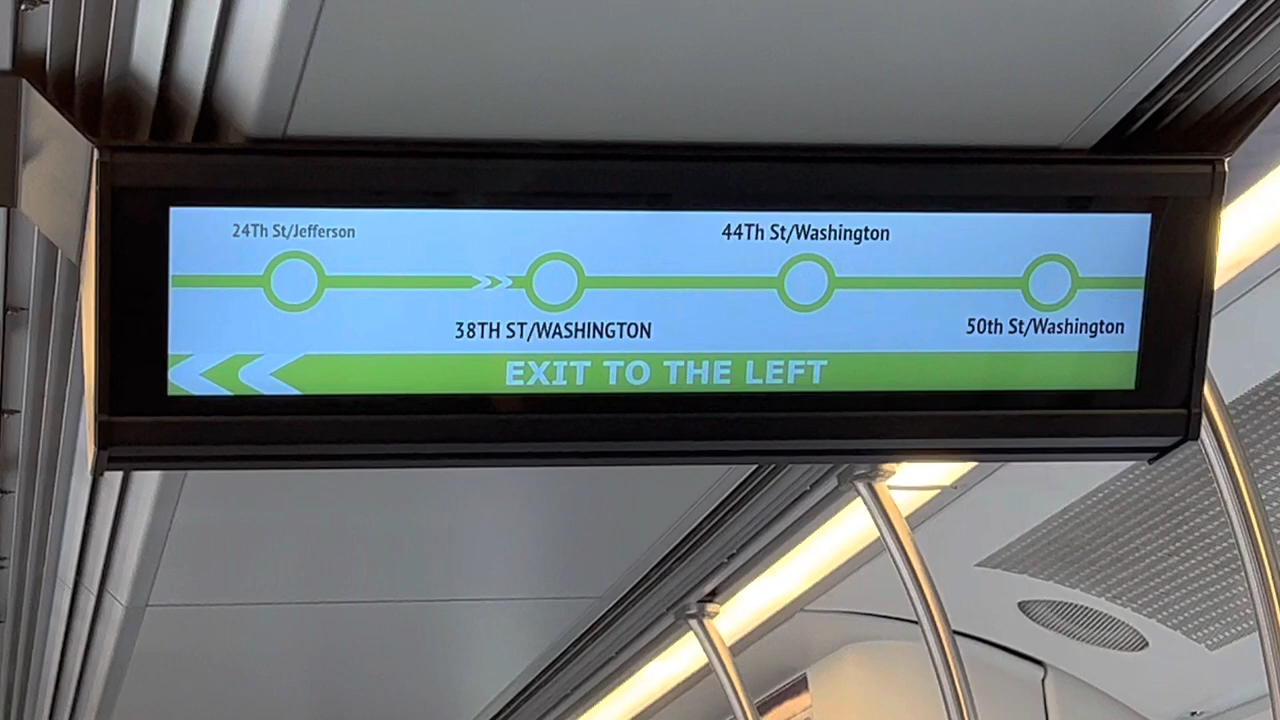 24Th St/Jefferson
44Th St/Washington
38TH ST/WASHINGTON
50th St/Washington
EXIT TO THE LEFT